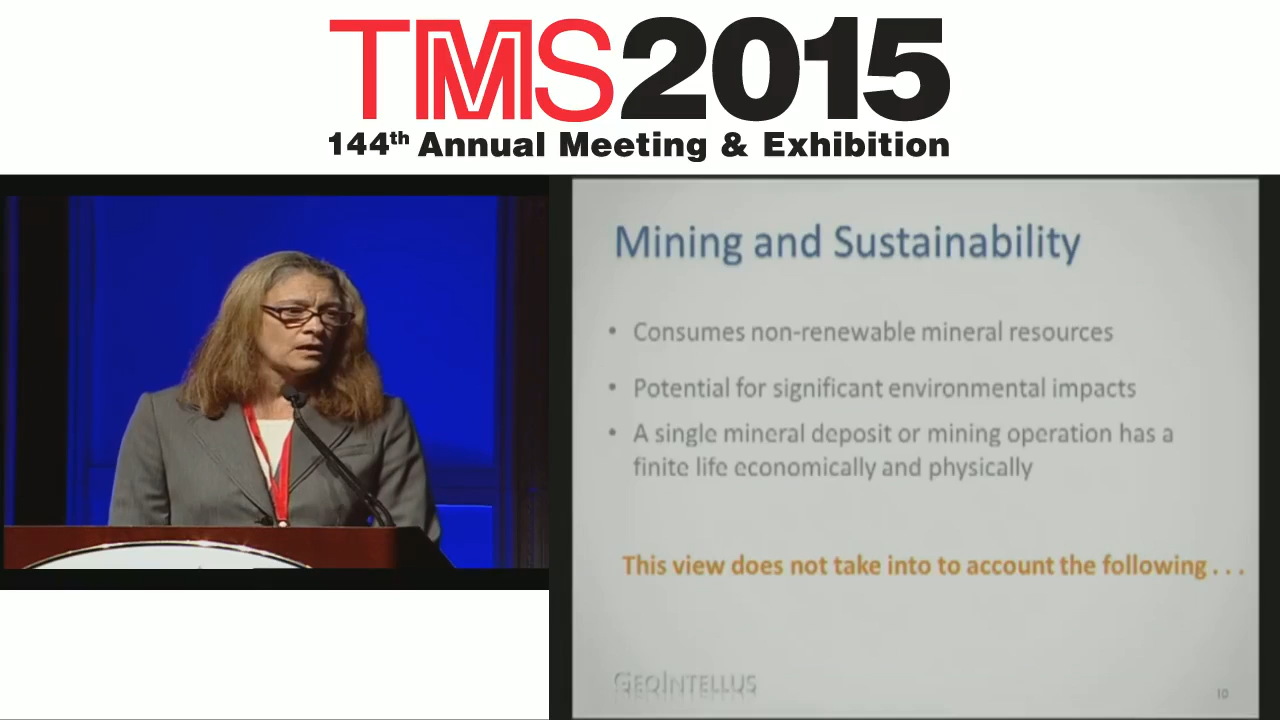 TMS2015
144th Annual Meeting & Exhibition
Mining and Sustainability
• Consumes non-renewable mineral resources
• Potential for significant environmental impacts
• A single mineral deposit or mining operation has a
finite life economically and physically
This view does not take into to account the following . . .
GEOINTELLUS
10